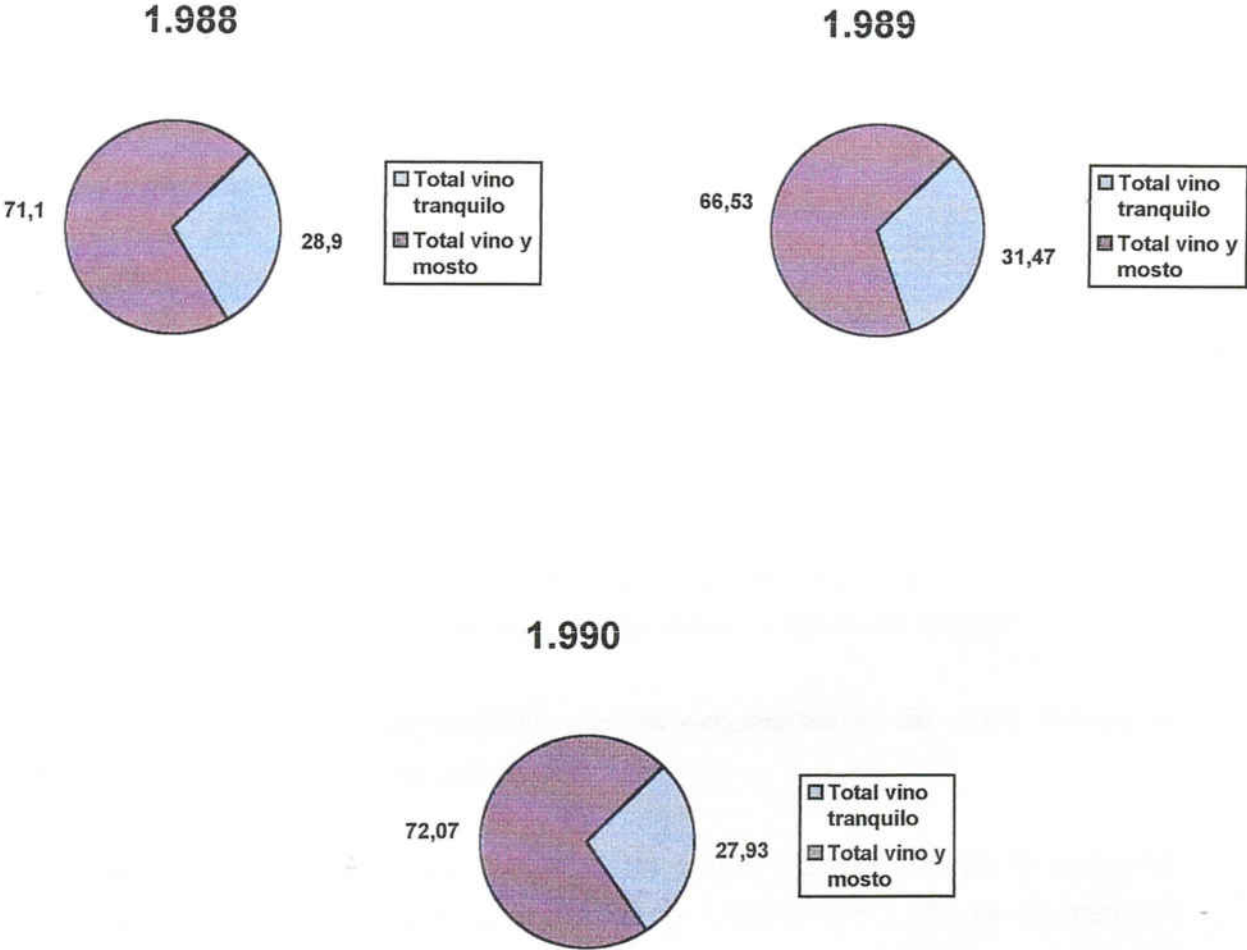 1.988
71,1
28,9
Total vino
tranquilo
Total vino y
mosto
1.989
66,53
31,47
Total vino
tranquilo
Total vino y
mosto
1.990
72,07
27,93
Total vino
tranquilo
Total vino y
mosto